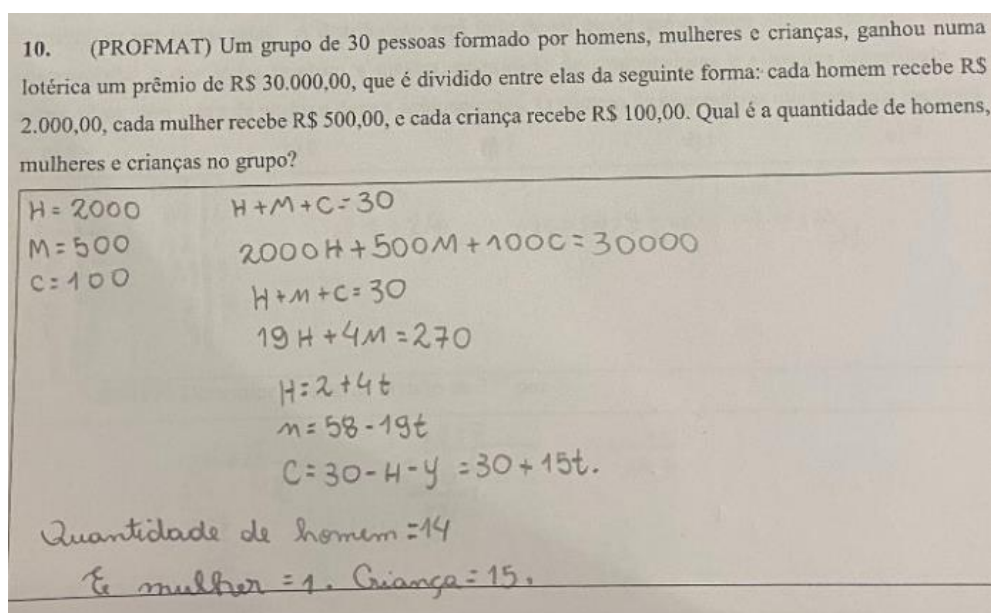 10. (PROFMAT) Um grupo de 30 pessoas formado por homens, mulheres e crianças, ganhou numa
lotérica um prêmio de R$ 30.000,00, que é dividido entre elas da seguinte forma: cada homem recebe R$
2.000,00, cada mulher recebe R$ 500,00, e cada criança recebe R$ 100,00. Qual é a quantidade de homens,
mulheres e crianças no grupo?
H = 2000
M = 500
C = 100
H + M + C = 30
2000H + 500M + 100C = 30000
H + M + C = 30
19H + 4M = 270
H = 2 + 4t
m = 58 - 19t
C = 30 - H - y = 30 + 15t.
Quantidade de homem = 14
E mulher = 1. Criança = 15.